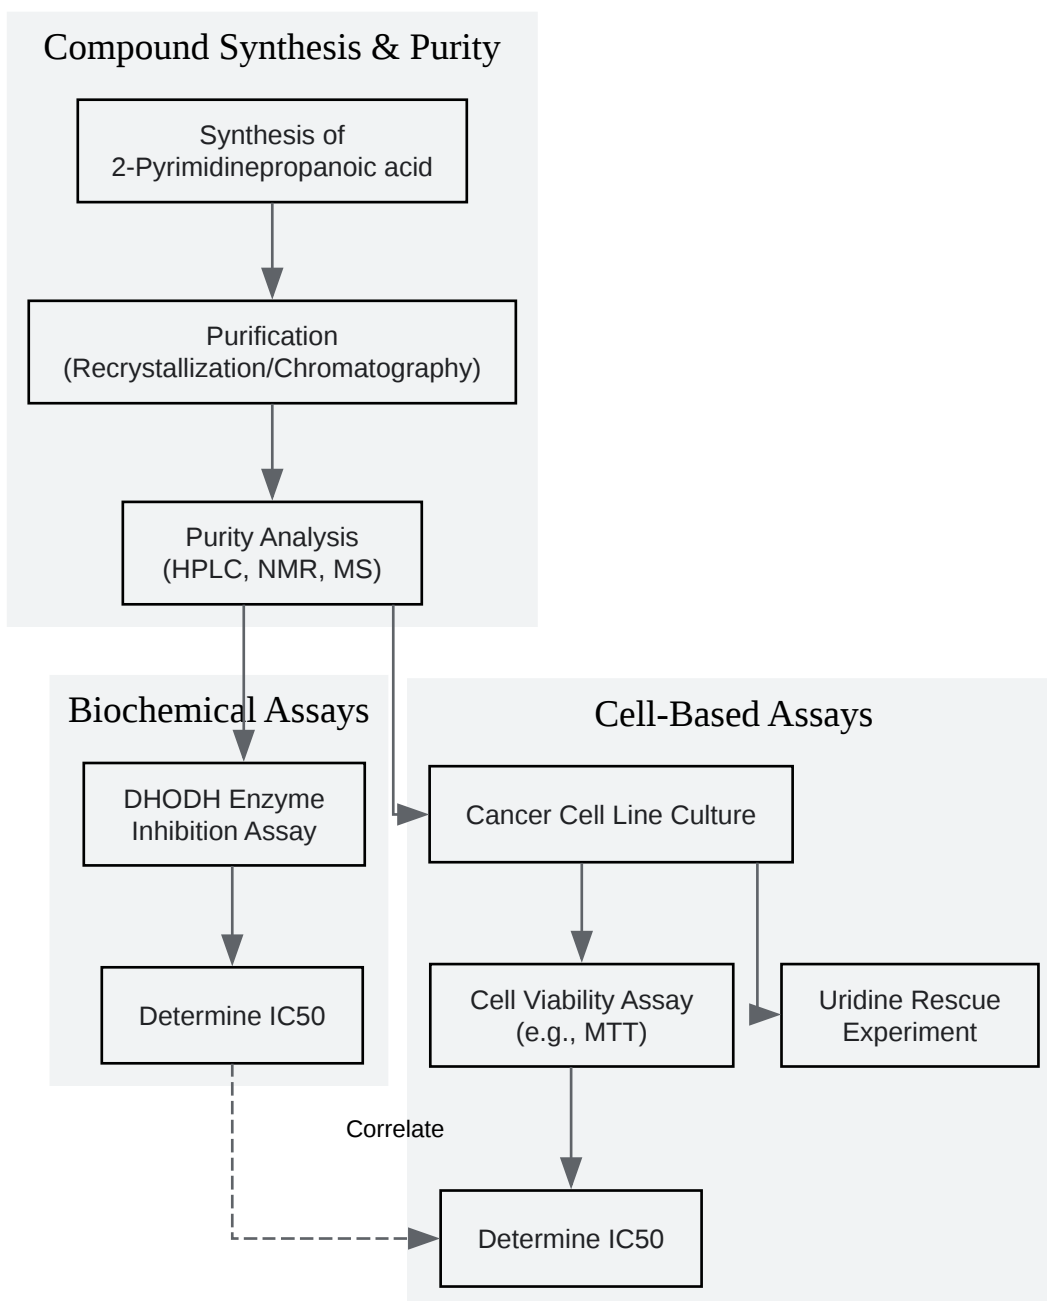 Compound Synthesis & Purity
Synthesis of
2-Pyrimidinepropanoic acid
Purification
(Recrystallization/Chromatography)
Purity Analysis
(HPLC, NMR, MS)
Biochemical Assays
DHODH Enzyme
Inhibition Assay
Determine IC50
Cell-Based Assays
Cancer Cell Line Culture
Cell Viability Assay
(e.g., MTT)
Uridine Rescue
Experiment
Correlate
Determine IC50